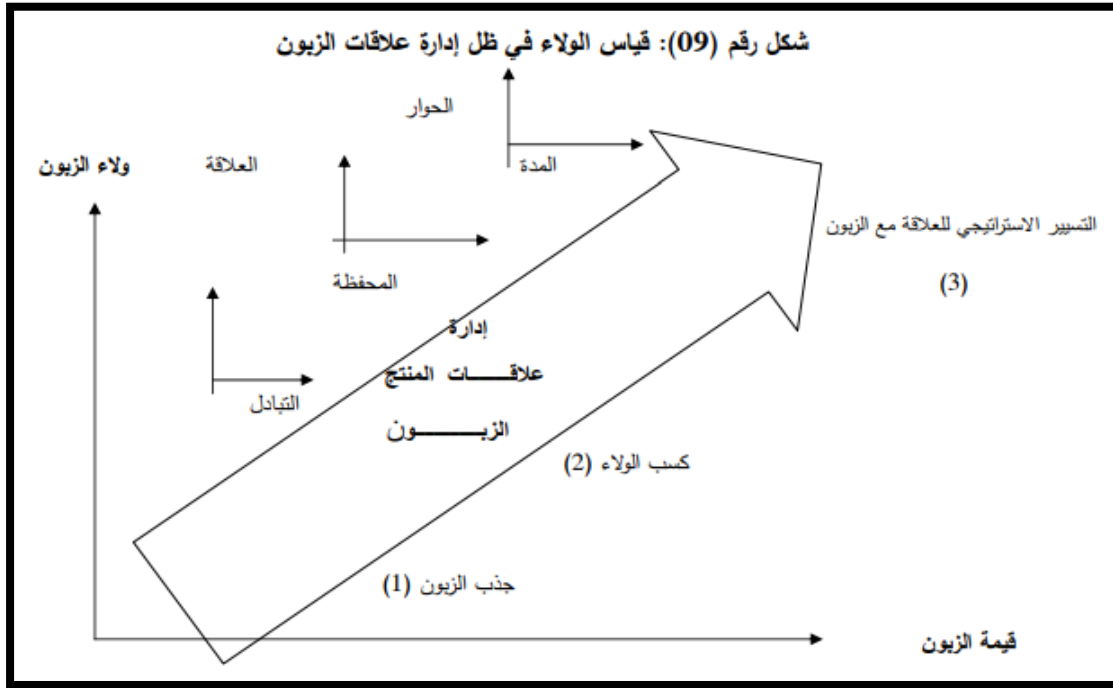 شكل رقم (09): قياس الولاء في ظل إدارة علاقات الزبون
الحوار
المدة
العلاقة
ولاء الزبون
المحفظة
التسيير الاستراتيجي للعلاقة مع الزبون
(3)
إدارة
علاقـــــات المنتج
الزبـــــــــون
التبادل
كسب الولاء (2)
جذب الزبون (1)
قيمة الزبون